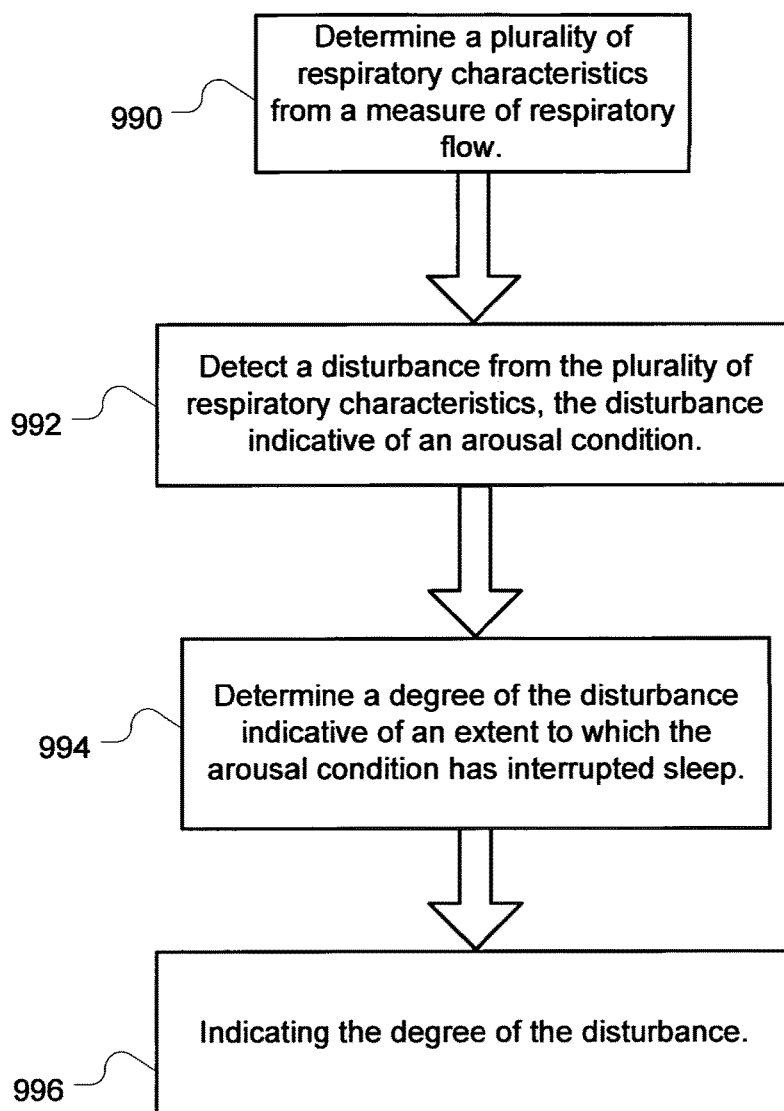 Determine a plurality of
respiratory characteristics
from a measure of respiratory
flow.
990
Detect a disturbance from the plurality of
respiratory characteristics, the disturbance
indicative of an arousal condition.
992
Determine a degree of the disturbance
indicative of an extent to which the
arousal condition has interrupted sleep.
994
Indicating the degree of the disturbance.
996